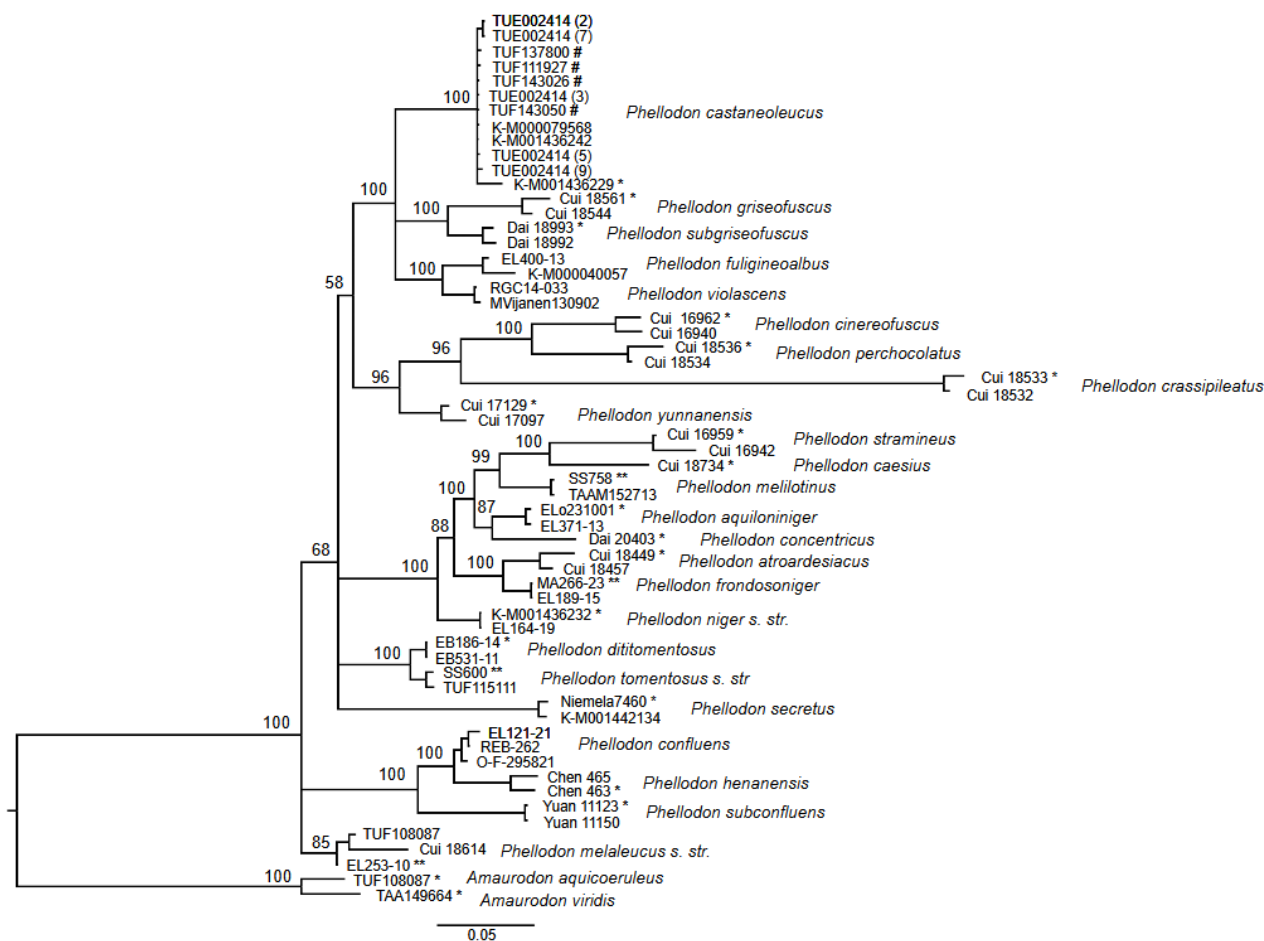 TUE002414 (2)
TUE002414 (7)
TUF137800 #
TUF111927 #
TUF143026 #
TUE002414 (3)
100
TUF143050 #
Phellodon castaneoleucus
K-M000079568
K-M001436242
TUE002414 (5)
TUE002414 (9)
100
K-M001436229 *
Cui 18561 *
100
Phellodon griseofuscus
Cui 18544
Dai 18993 *
Phellodon subgriseofuscus
Dai 18992
EL400-13
100
Phellodon fuligineoalbus
K-M000040057
58
RGC14-033
Phellodon violascens
MVijanen130902
Cui 16962 *
100
Phellodon cinereofuscus
Cui 16940
96
Cui 18536 *
Phellodon perchocolatus
Cui 18534
96
Cui 18533 *
Phellodon crassipileatus
Cui 18532
Cui 17129 *
Phellodon yunnanensis
Cui 17097
Cui 16959 *
100
Phellodon stramineus
Cui 16942
99
Cui 18734 *
Phellodon caesius
SS758 **
100
Phellodon melilotinus
TAAM152713
87
ELo231001 *
Phellodon aquiloniniger
EL371-13
88
Dai 20403 *
Phellodon concentricus
68
Cui 18449 *
100
Phellodon atroardesiacus
100
Cui 18457
MA266-23 **
Phellodon frondosoniger
EL189-15
K-M001436232 *
Phellodon niger s. str.
EL164-19
EB186-14 *
100
Phellodon dititomentosus
EB531-11
SS600 **
Phellodon tomentosus s. str
TUF115111
Niemela7460 *
Phellodon secretus
K-M001442134
100
EL121-21
100
REB-262
Phellodon confluens
O-F-295821
100
Chen 465
Phellodon henanensis
Chen 463 *
Yuan 11123 *
Phellodon subconfluens
Yuan 11150
85
TUF108087
Cui 18614
Phellodon melaleucus s. str.
EL253-10 **
100
TUF108087 *
Amaurodon aquicoeruleus
TAA149664 *
Amaurodon viridis
0.05